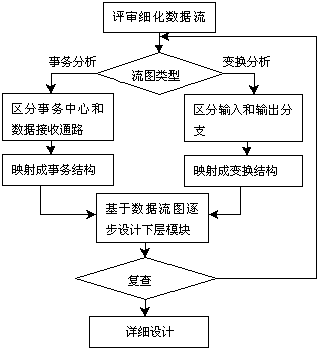 评审细化数据流
事务分析
变换分析
流图类型
区分事务中心和
数据接收通路
区分输入和输出分
支
映射成事务结构
映射成变换结构
基于数据流图逐
步设计下层模块
复查
详细设计